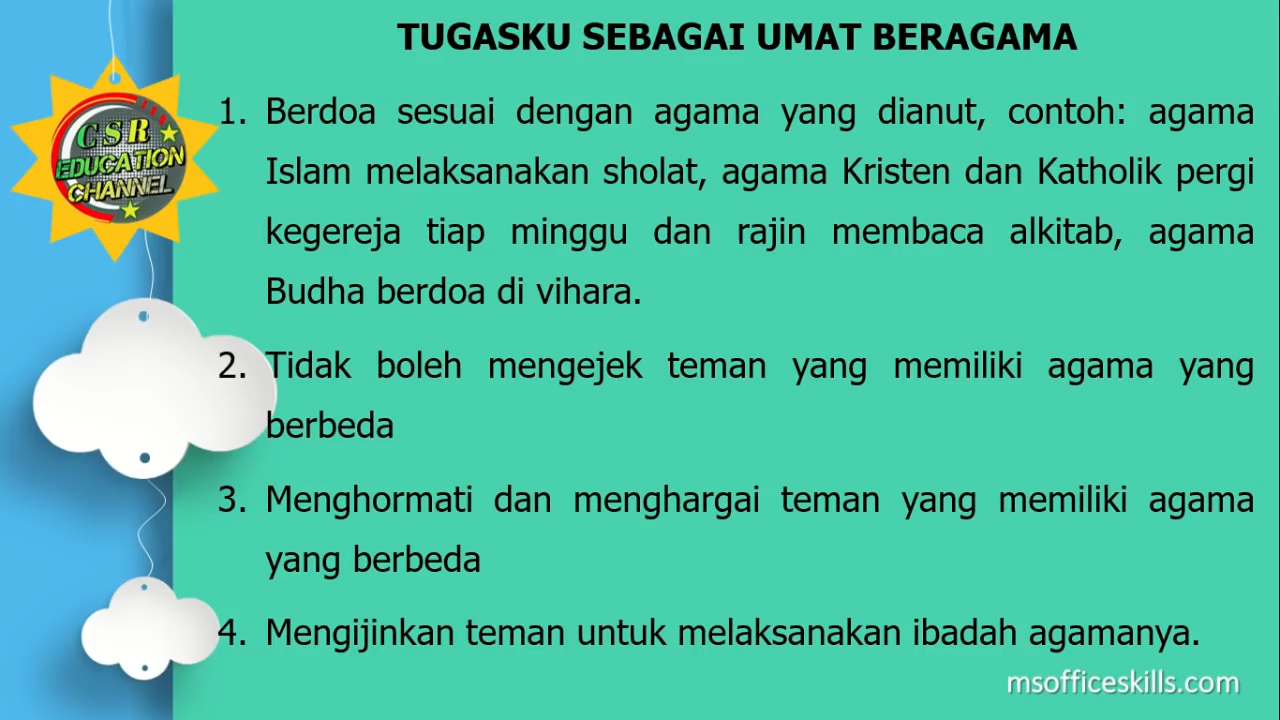 TUGASKU SEBAGAI UMAT BERAGAMA
CSR
EDUCATION
CHANNEL
1. Berdoa sesuai dengan agama yang dianut, contoh: agama
Islam melaksanakan sholat, agama Kristen dan Katholik pergi
kegereja tiap minggu dan rajin membaca alkitab, agama
Budha berdoa di vihara.
2. Tidak boleh mengejek teman yang memiliki agama yang
berbeda
3. Menghormati dan menghargai teman yang memiliki agama
yang berbeda
4. Mengijinkan teman untuk melaksanakan ibadah agamanya.
msofficeskills.com